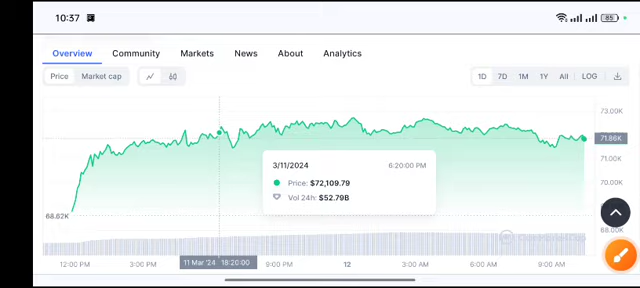 10:37
85
Overview Community Markets News About Analytics
Price Market cap
1D 7D 1M 1Y All LOG
73.00K
71.86K
71.00K
70.00K
69.00K
68.00K
68.62K
3/11/2024 6:20:00 PM
Price: $72,109.79
Vol 24h: $52.79B
CoinMarketCap
12:00 PM 3:00 PM 11 Mar '24 18:20:00 9:00 PM 12 3:00 AM 6:00 AM 9:00 AM